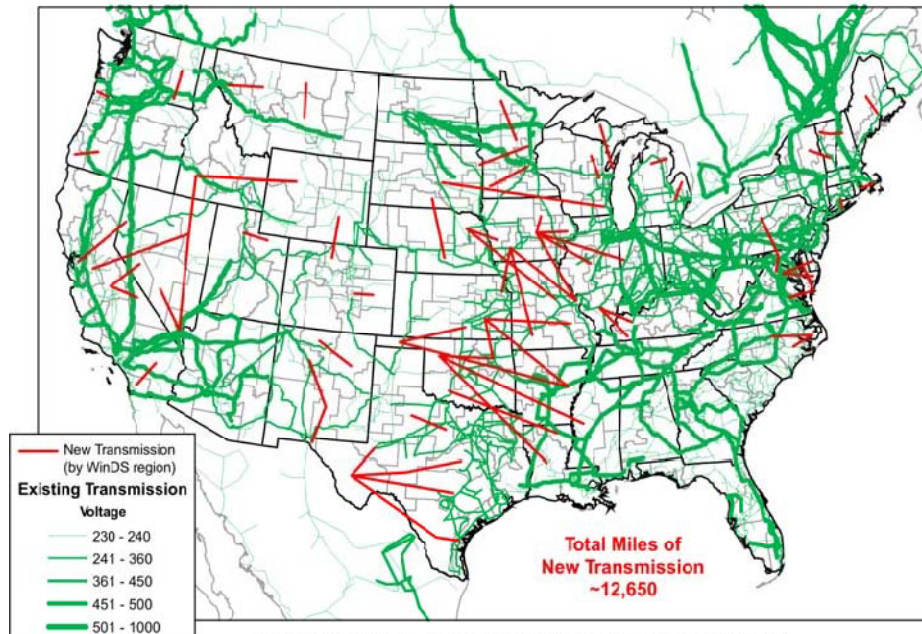 New Transmission
(by WinDS region)
Existing Transmission
Voltage
230 - 240
241 - 360
361 - 450
451 - 500
501 - 1000
Total Miles of
New Transmission
~12,650